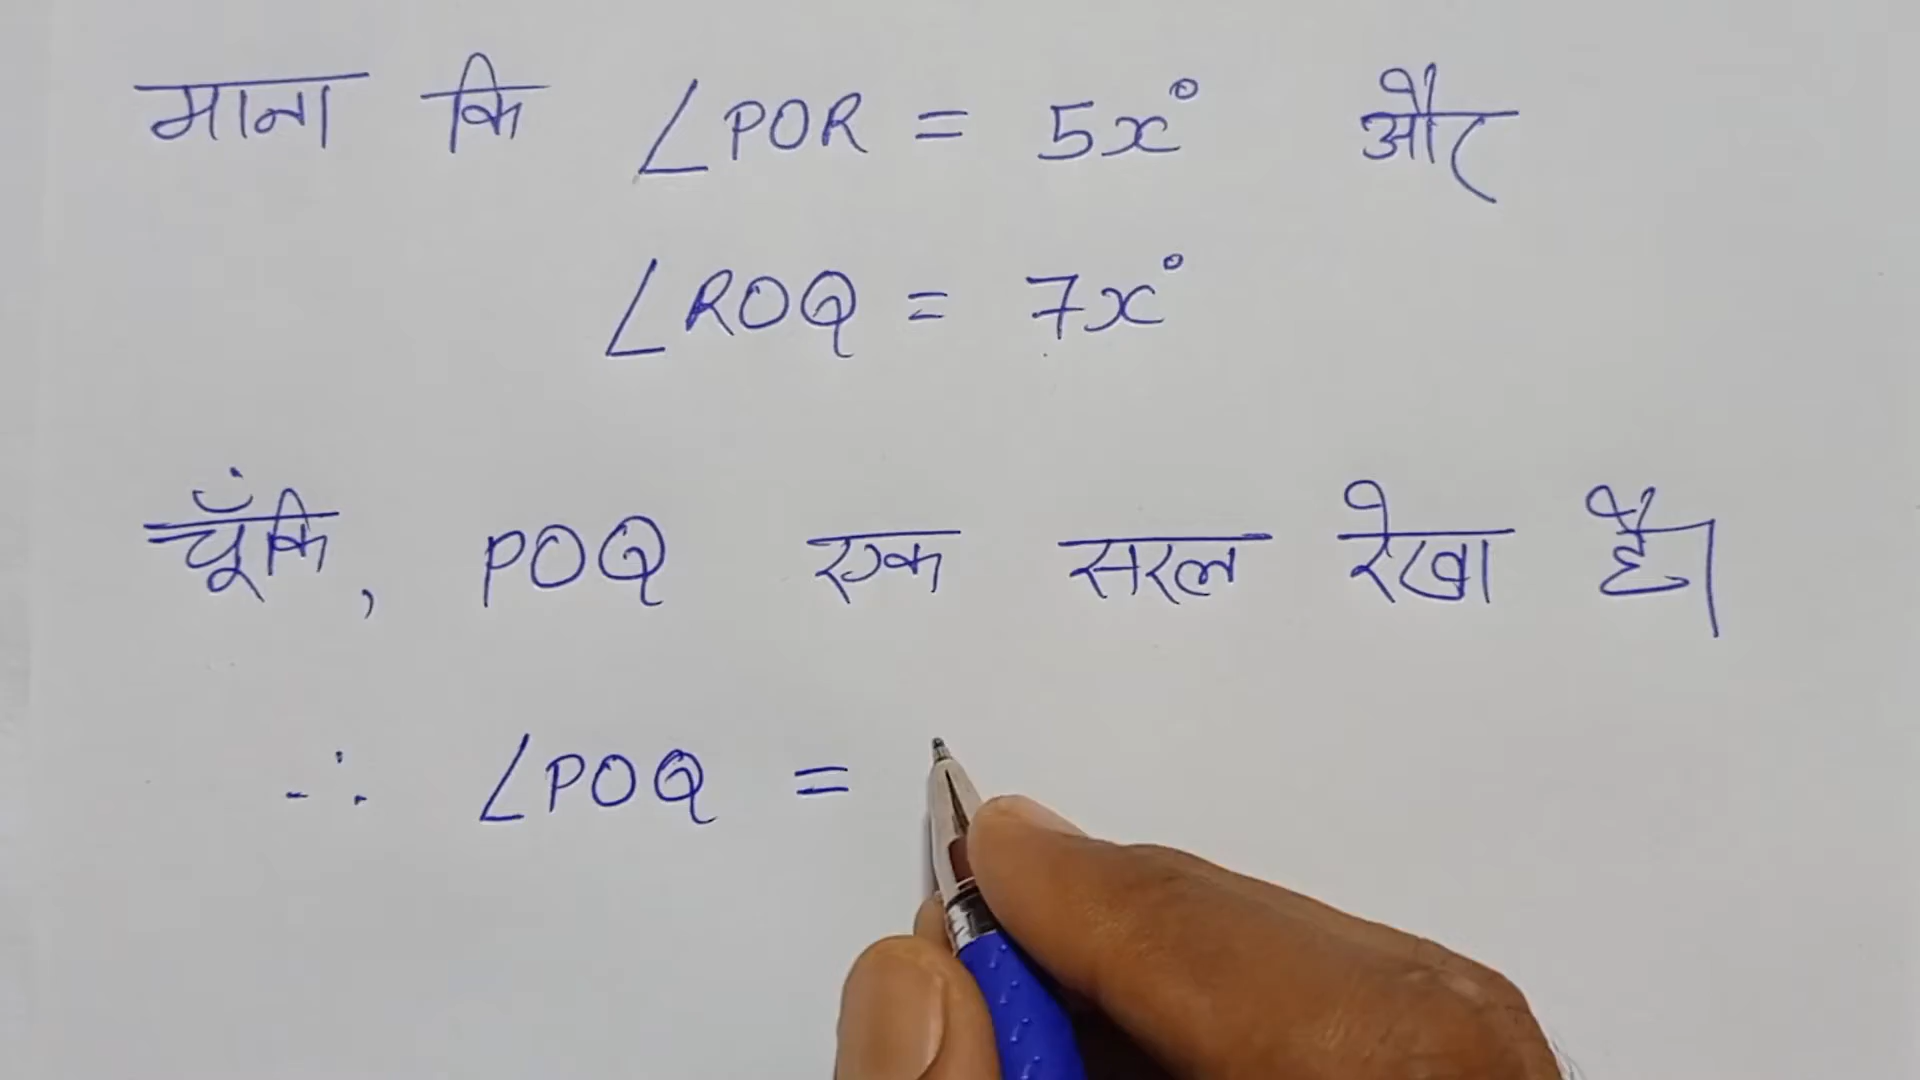 माना कि ∠POR = 5x° और
∠ROQ = 7x°
चूँकि, POQ एक सरल रेखा है।
∴ ∠POQ =